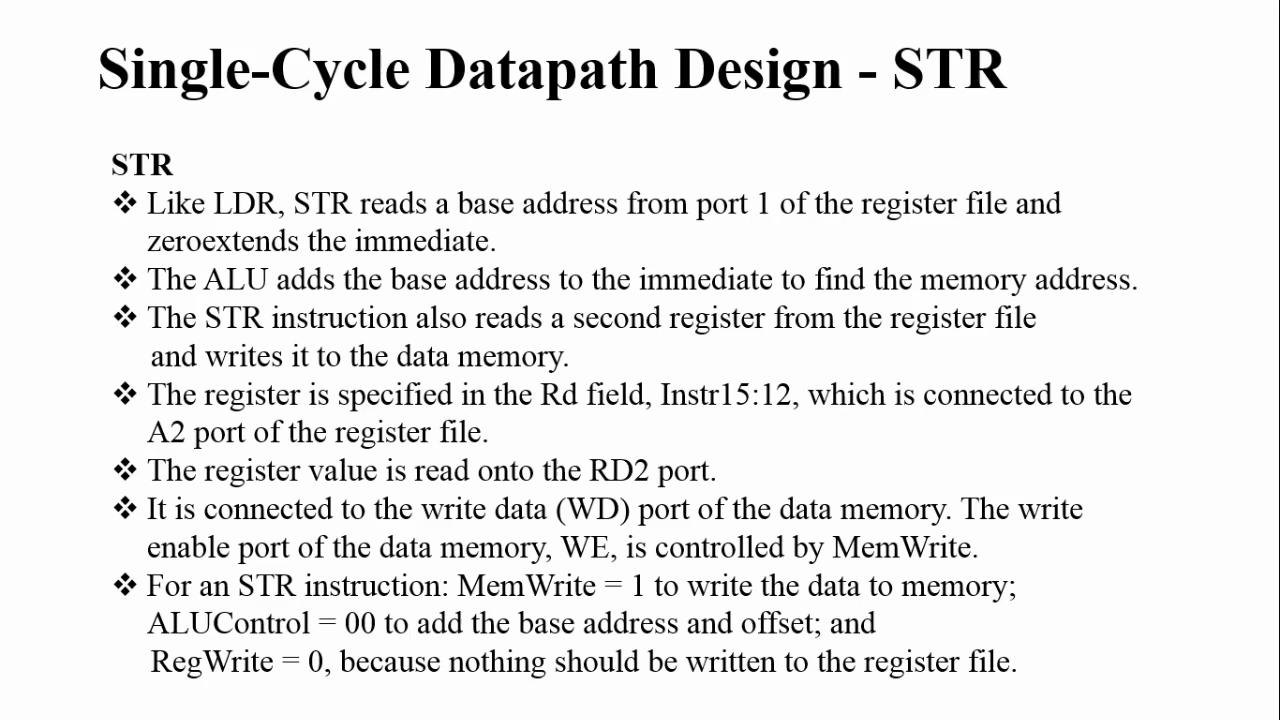 Single-Cycle Datapath Design - STR
STR
❖ Like LDR, STR reads a base address from port 1 of the register file and
zeroextends the immediate.
❖ The ALU adds the base address to the immediate to find the memory address.
❖ The STR instruction also reads a second register from the register file
and writes it to the data memory.
❖ The register is specified in the Rd field, Instr15:12, which is connected to the
A2 port of the register file.
❖ The register value is read onto the RD2 port.
❖ It is connected to the write data (WD) port of the data memory. The write
enable port of the data memory, WE, is controlled by MemWrite.
❖ For an STR instruction: MemWrite = 1 to write the data to memory;
ALUControl = 00 to add the base address and offset; and
RegWrite = 0, because nothing should be written to the register file.